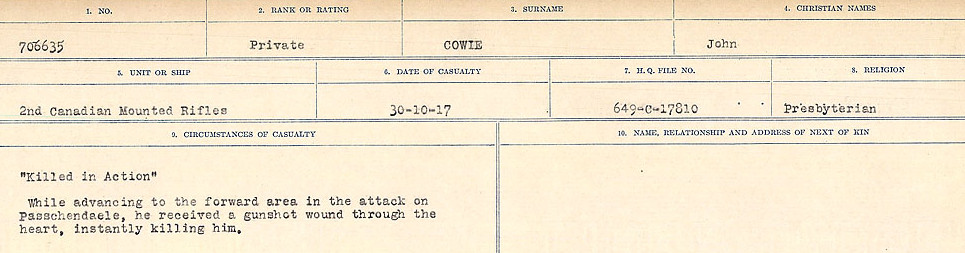 1. NO. 2. RANK OR RATING 3. SURNAME 4. CHRISTIAN NAMES
706635 Private COWIE John
5. UNIT OR SHIP 6. DATE OF CASUALTY 7. H.Q. FILE NO. 8. RELIGION
2nd Canadian Mounted Rifles 30-10-17 649-C-17810 Presbyterian
9. CIRCUMSTANCES OF CASUALTY 10. NAME, RELATIONSHIP AND ADDRESS OF NEXT OF KIN
"Killed in Action"
While advancing to the forward area in the attack on
Passchendaele, he received a gunshot wound through the
heart, instantly killing him.